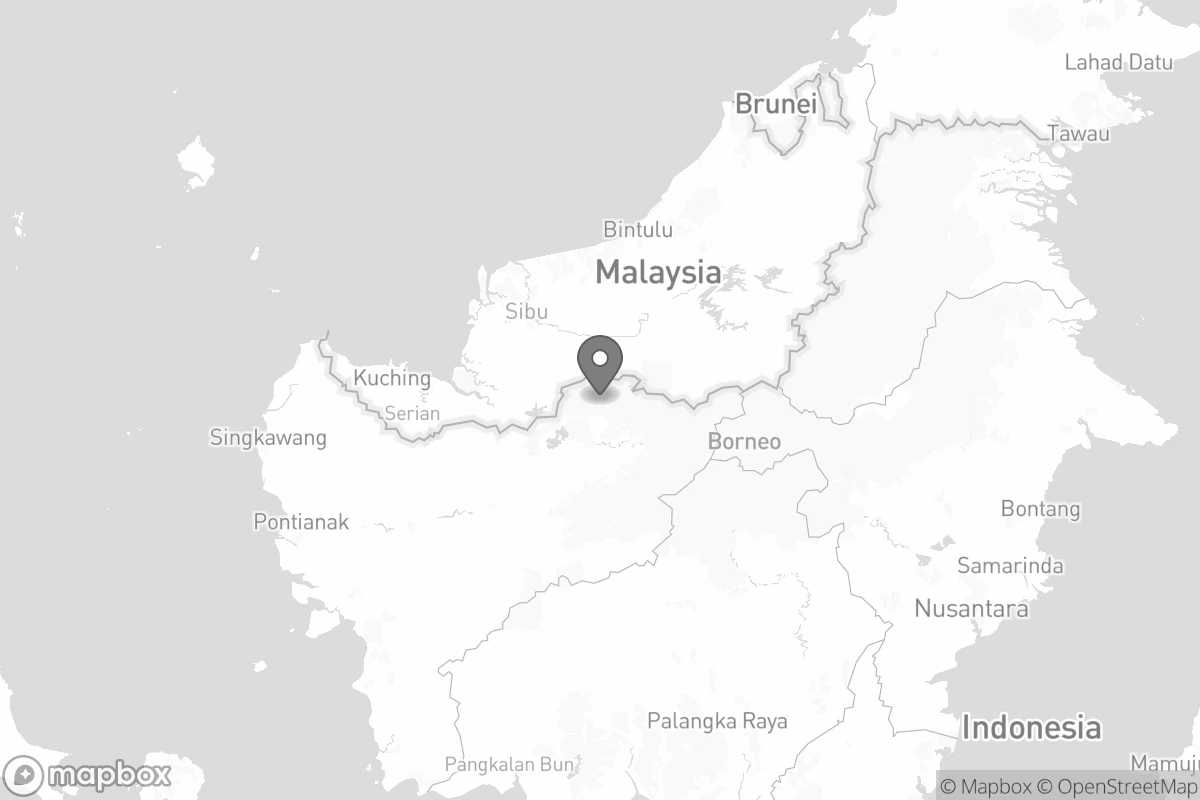 Lahad Datu
Brunei
Tawau
Bintulu
Malaysia
Sibu
Kuching
Serian
Singkawang
Borneo
Bontang
Pontianak
Samarinda
Nusantara
Palangka Raya
Indonesia
Pangkalan Bun
Mamuju
mapbox
© Mapbox © OpenStreetMap